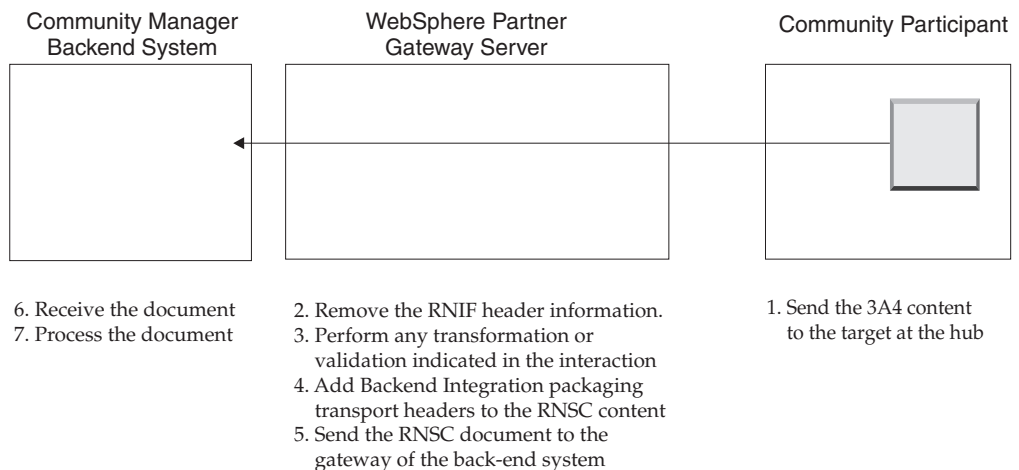 Community Manager
Backend System
WebSphere Partner
Gateway Server
Community Participant
6. Receive the document
7. Process the document
2. Remove the RNIF header information.
3. Perform any transformation or
validation indicated in the interaction
4. Add Backend Integration packaging
transport headers to the RNSC content
5. Send the RNSC document to the
gateway of the back-end system
1. Send the 3A4 content
to the target at the hub